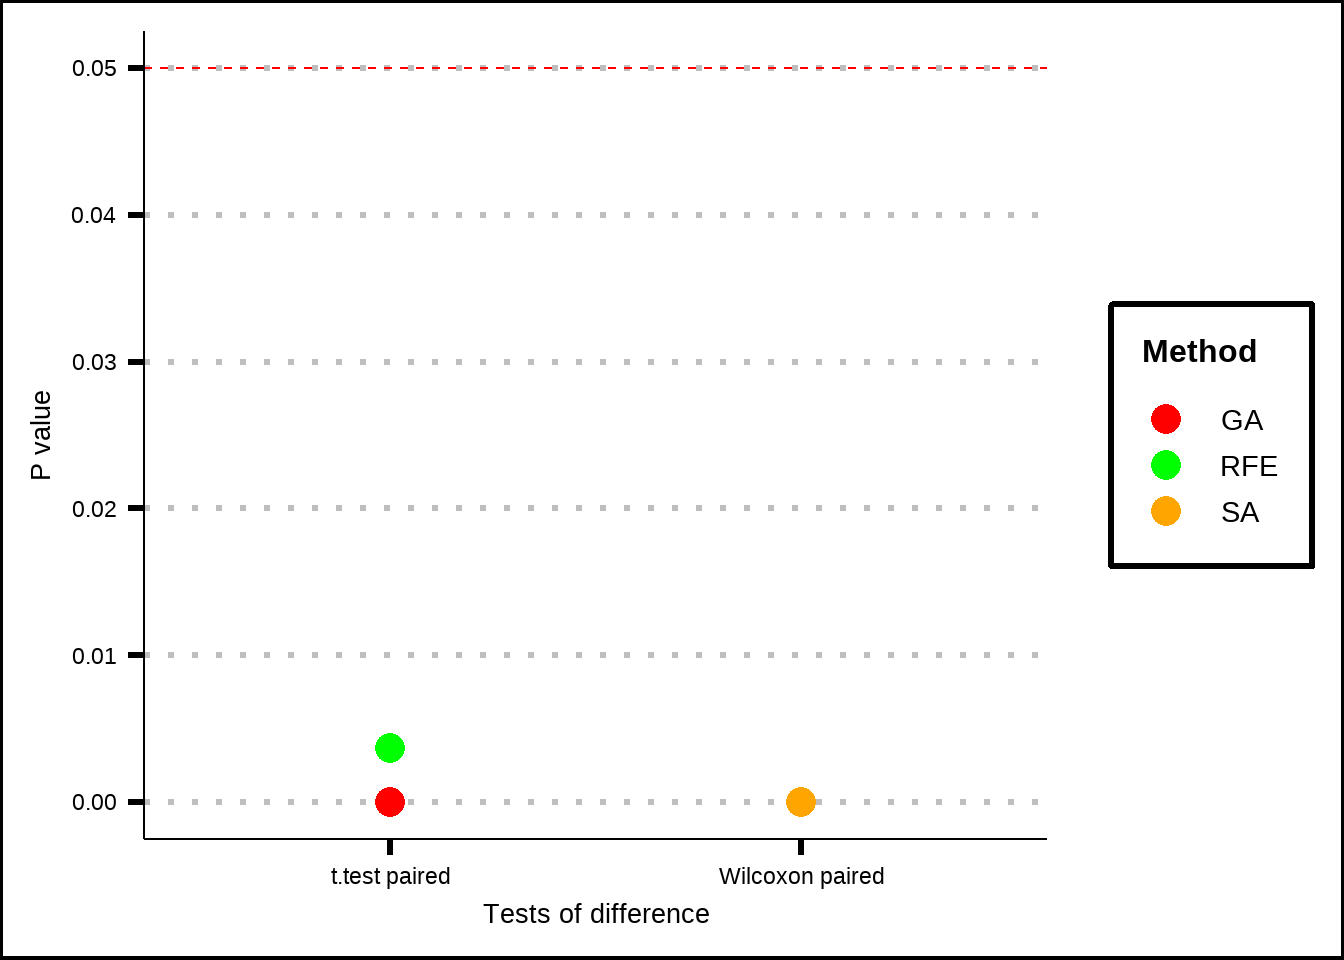 0.05
0.04
0.03
0.02
0.01
0.00
P value
t.test paired
Wilcoxon paired
Tests of difference
Method
GA
RFE
SA